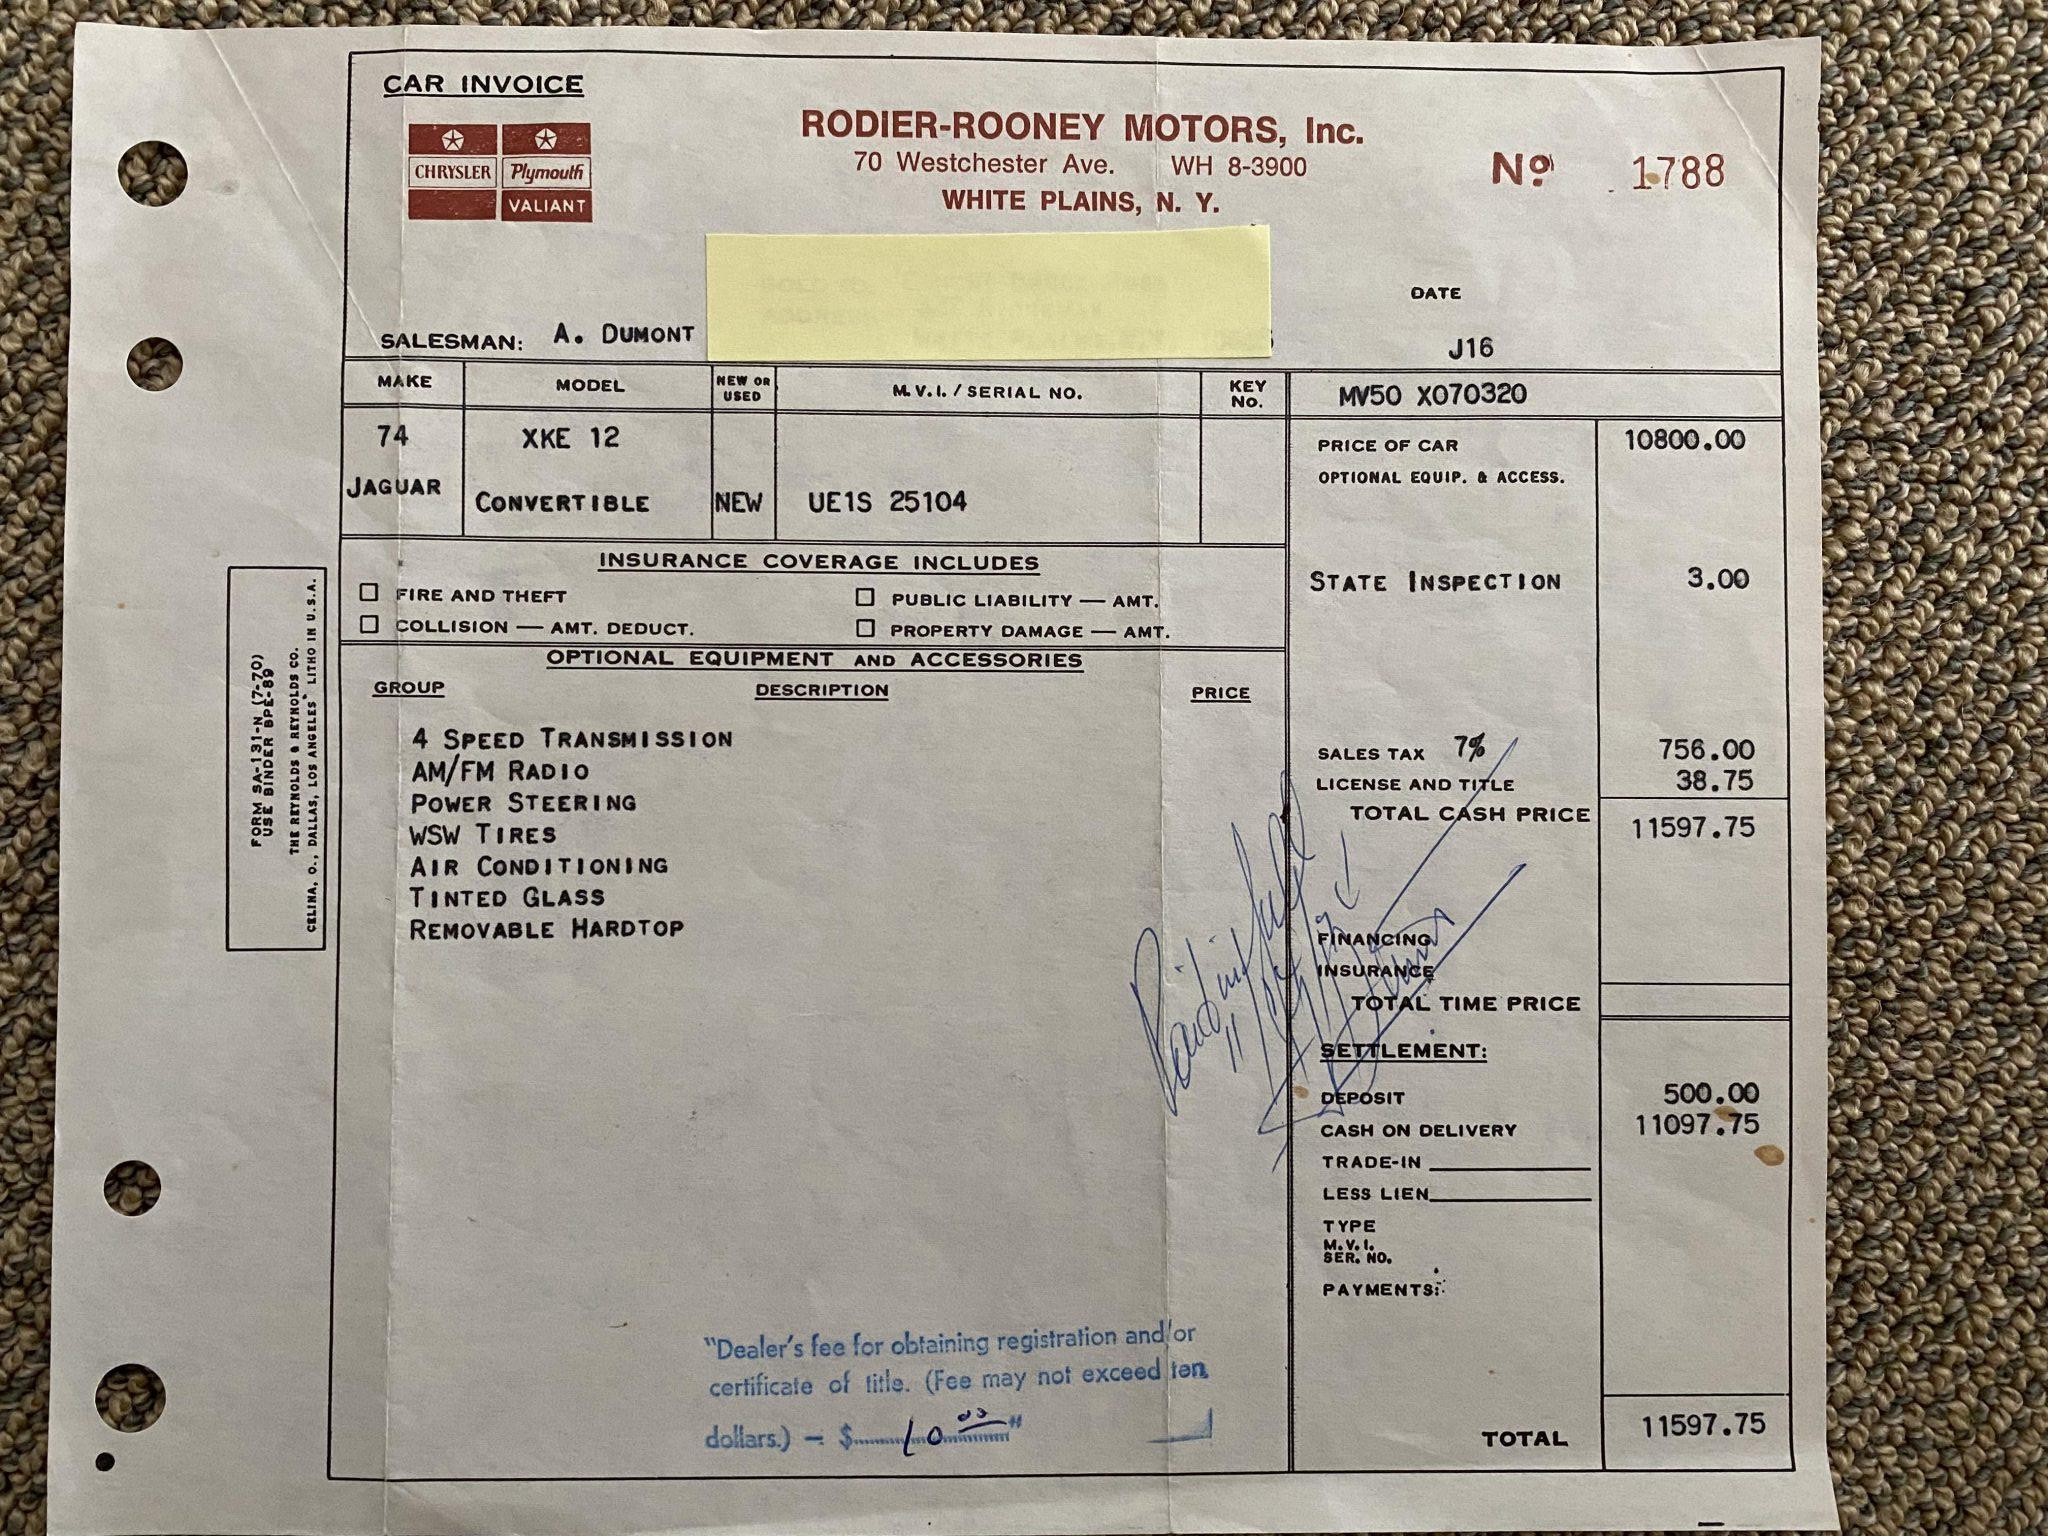 CAR INVOICE
CHRYSLER Plymouth
VALIANT
RODIER-ROONEY MOTORS, Inc.
70 Westchester Ave. WH 8-3900
WHITE PLAINS, N. Y.
Nº 1788
DATE
SALESMAN: A. DUMONT
J16
MAKE MODEL NEW OR USED M.V.I. / SERIAL NO. KEY No. MV50 XO70320
74 XKE 12
JAGUAR CONVERTIBLE NEW UE1S 25104
PRICE OF CAR 10800.00
OPTIONAL EQUIP. & ACCESS.
INSURANCE COVERAGE INCLUDES
FIRE AND THEFT PUBLIC LIABILITY — AMT.
COLLISION — AMT. DEDUCT. PROPERTY DAMAGE — AMT.
STATE INSPECTION 3.00
OPTIONAL EQUIPMENT AND ACCESSORIES
GROUP DESCRIPTION PRICE
4 SPEED TRANSMISSION
AM/FM RADIO
POWER STEERING
WSW TIRES
AIR CONDITIONING
TINTED GLASS
REMOVABLE HARDTOP
SALES TAX 7% 756.00
LICENSE AND TITLE 38.75
TOTAL CASH PRICE 11597.75
Paid in full
FINANCING
INSURANCE
TOTAL TIME PRICE
SETTLEMENT:
DEPOSIT 500.00
CASH ON DELIVERY 11097.75
TRADE-IN
LESS LIEN
TYPE
M.V.I.
SER. NO.
PAYMENTS:
TOTAL 11597.75
"Dealer's fee for obtaining registration and/or
certificate of title. (Fee may not exceed ten
dollars.) — $ 10.00"
FORM SA-131-N (7-70)
USE BINDER BPE-89
THE REYNOLDS & REYNOLDS CO.
CELINA, O., DALLAS, LOS ANGELES LITHO IN U.S.A.